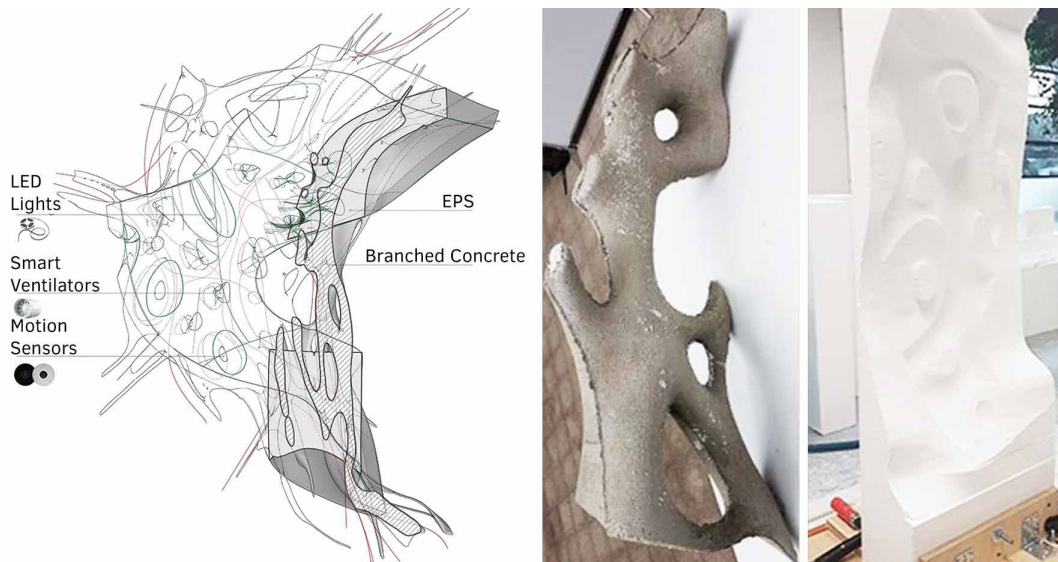 LED
Lights
EPS
Branched Concrete
Smart
Ventilators
Motion
Sensors